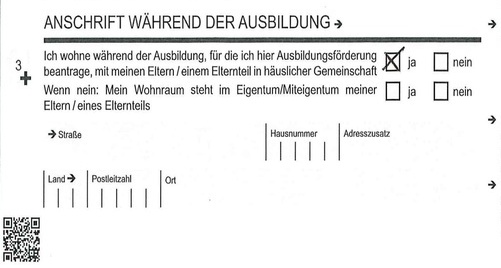 ANSCHRIFT WÄHREND DER AUSBILDUNG →
3 Ich wohne während der Ausbildung, für die ich hier Ausbildungsförderung
beantrage, mit meinen Eltern / einem Elternteil in häuslicher Gemeinschaft ja nein
Wenn nein: Mein Wohnraum steht im Eigentum/Miteigentum meiner ja nein
Eltern / eines Elternteils
→ Straße Hausnummer Adresszusatz
Land → Postleitzahl Ort